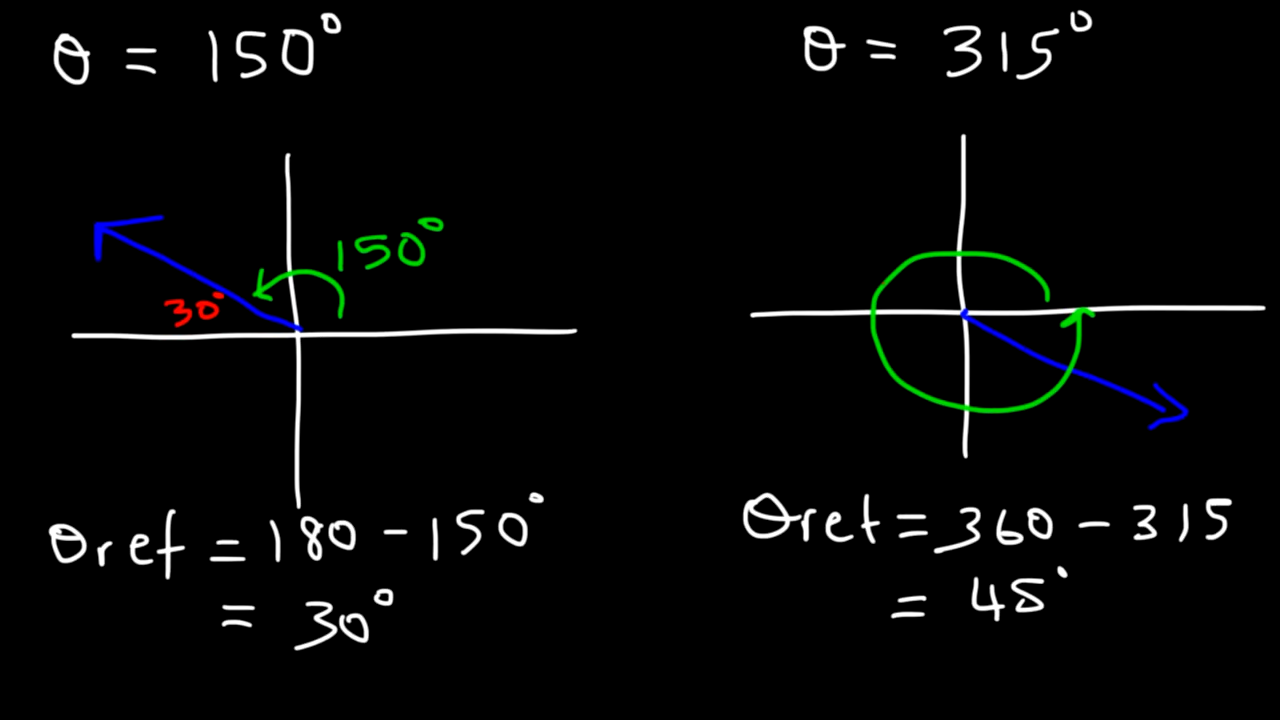 θ = 150°
150°
30°
θref = 180 - 150°
= 30°
θ = 315°
θref = 360 - 315
= 45°